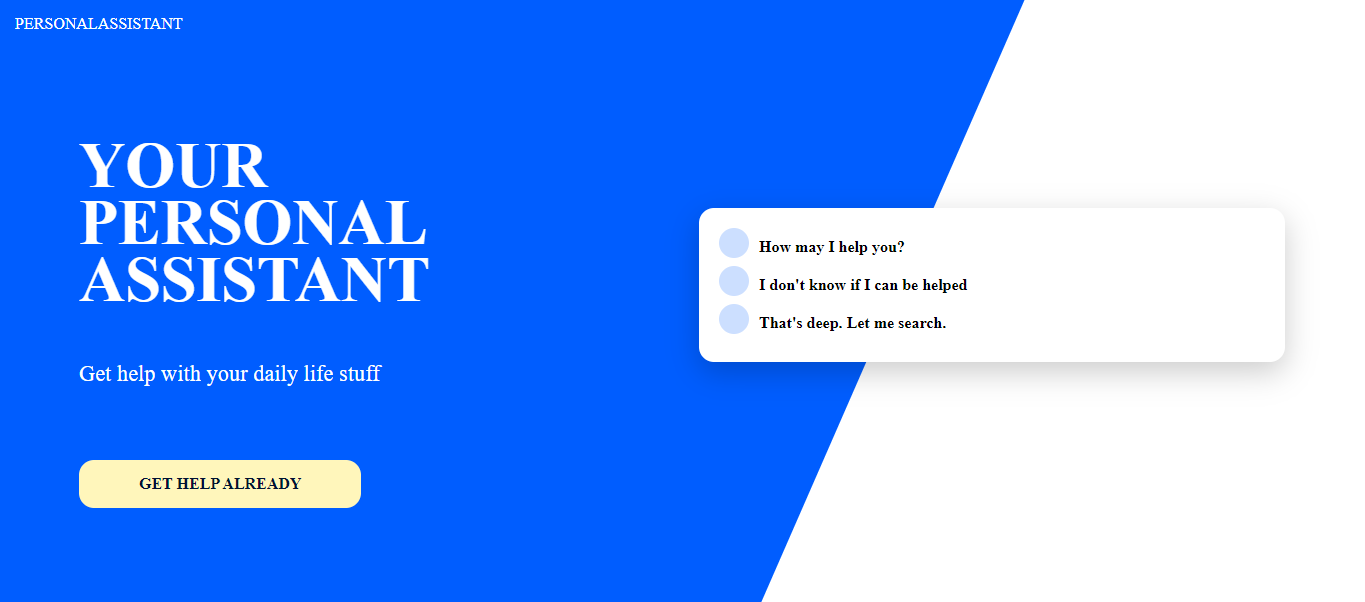 PERSONALASSISTANT
YOUR
PERSONAL
ASSISTANT
Get help with your daily life stuff
GET HELP ALREADY
How may I help you?
I don't know if I can be helped
That's deep. Let me search.